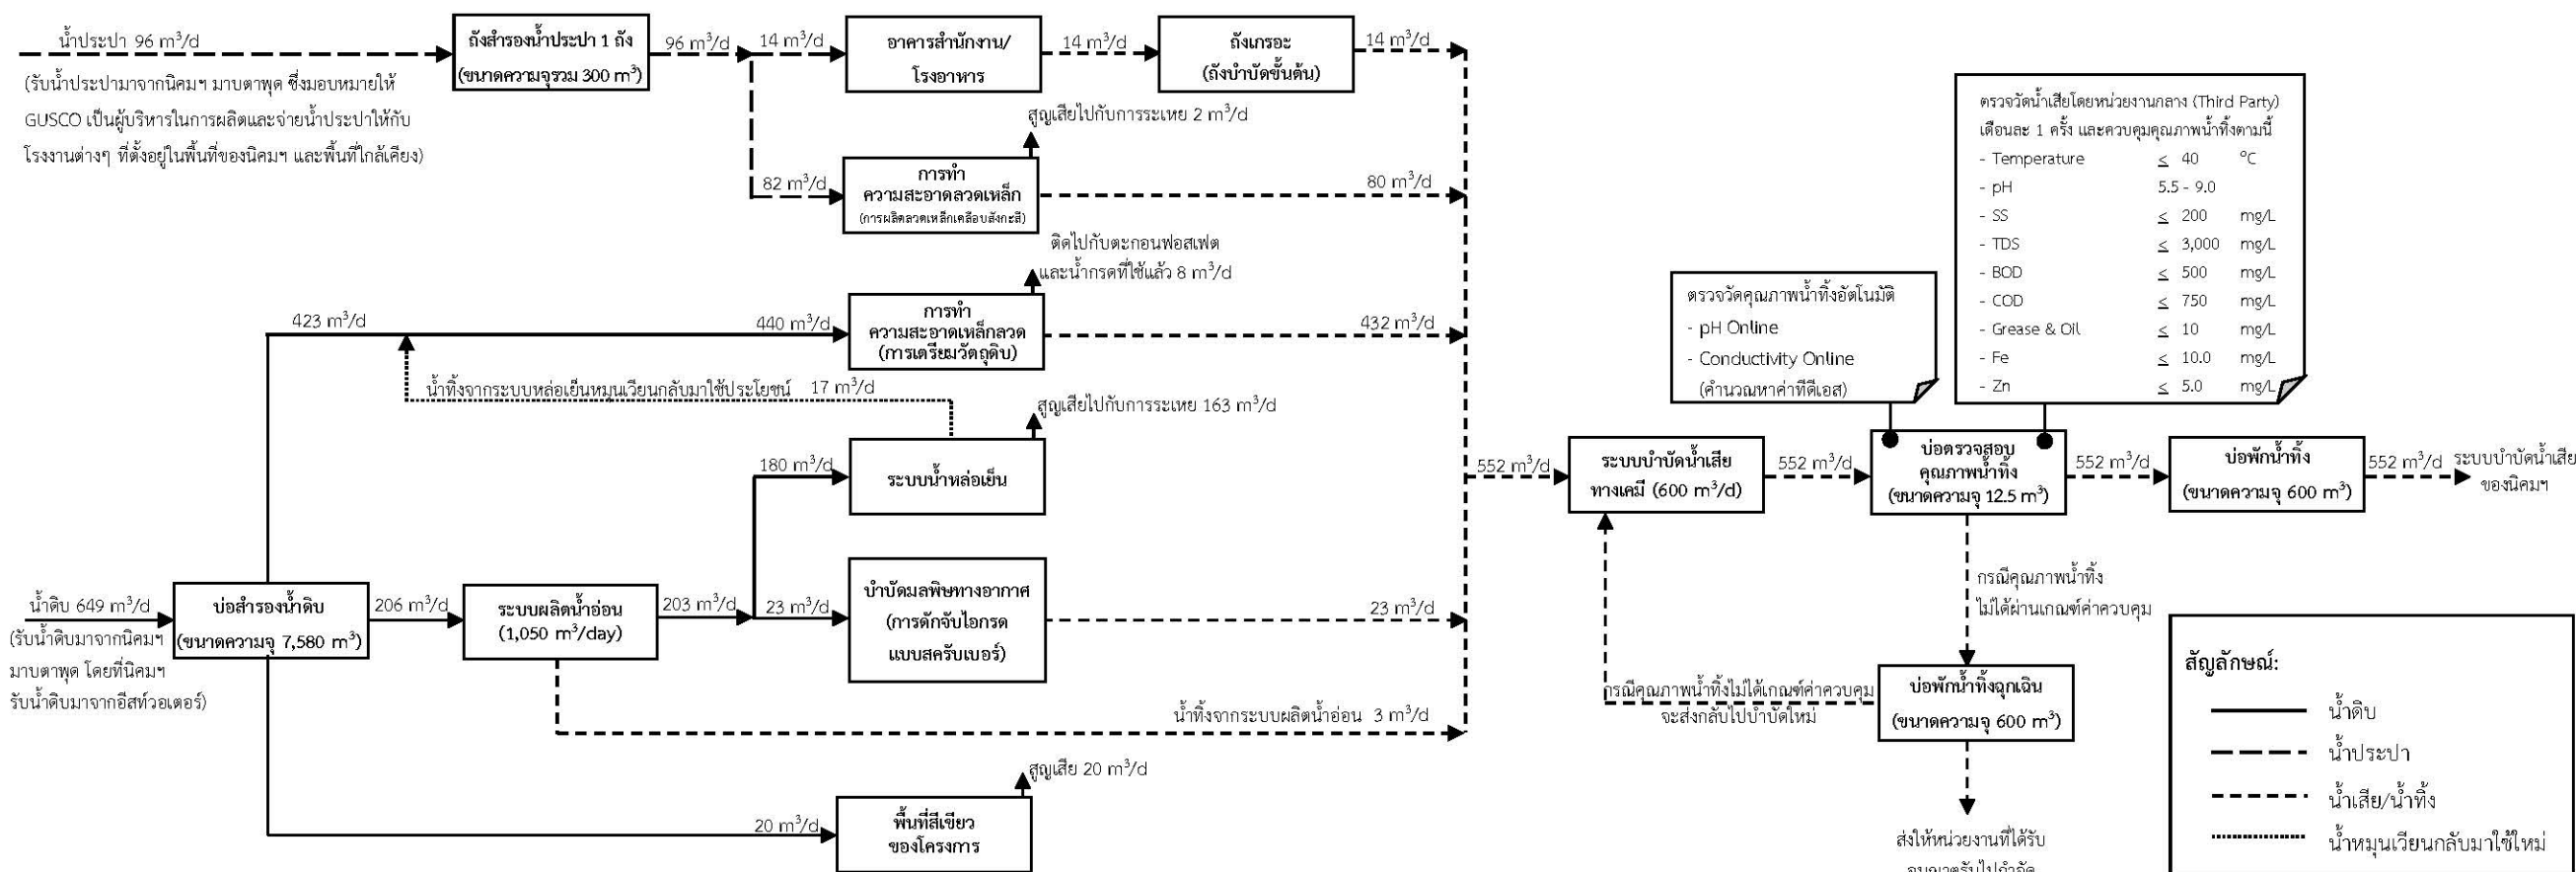 น้ำประปา 96 m³/d
(รับน้ำประปามาจากนิคมฯ มาบตาพุด ซึ่งมอบหมายให้
GUSCO เป็นผู้บริหารในการผลิตและจ่ายน้ำประปาให้กับ
โรงงานต่างๆ ที่ตั้งอยู่ในพื้นที่ของนิคมฯ และพื้นที่ใกล้เคียง)
ถังสำรองน้ำประปา 1 ถัง
(ขนาดความจุรวม 300 m³)
96 m³/d
14 m³/d
อาคารสำนักงาน/
โรงอาหาร
14 m³/d
ถังเกรอะ
(ถังบำบัดขั้นต้น)
14 m³/d
สูญเสียไปกับการระเหย 2 m³/d
82 m³/d
การทำ
ความสะอาดลวดเหล็ก
(การผลิตลวดเหล็กเคลือบสังกะสี)
80 m³/d
ติดไปกับตะกอนฟอสเฟต
และน้ำกรดที่ใช้แล้ว 8 m³/d
423 m³/d
440 m³/d
การทำ
ความสะอาดเหล็กลวด
(การเตรียมวัตถุดิบ)
432 m³/d
น้ำทิ้งจากระบบหล่อเย็นหมุนเวียนกลับมาใช้ประโยชน์ 17 m³/d
สูญเสียไปกับการระเหย 163 m³/d
180 m³/d
ระบบน้ำหล่อเย็น
น้ำดิบ 649 m³/d
(รับน้ำดิบมาจากนิคมฯ
มาบตาพุด โดยที่นิคมฯ
รับน้ำดิบมาจากอีสท์วอเตอร์)
บ่อสำรองน้ำดิบ
(ขนาดความจุ 7,580 m³)
206 m³/d
ระบบผลิตน้ำอ่อน
(1,050 m³/day)
203 m³/d
23 m³/d
บำบัดมลพิษทางอากาศ
(การดักจับไอกรด
แบบสครับเบอร์)
23 m³/d
น้ำทิ้งจากระบบผลิตน้ำอ่อน 3 m³/d
สูญเสีย 20 m³/d
20 m³/d
พื้นที่สีเขียว
ของโครงการ
552 m³/d
ระบบบำบัดน้ำเสีย
ทางเคมี (600 m³/d)
552 m³/d
ตรวจวัดคุณภาพน้ำทิ้งอัตโนมัติ
- pH Online
- Conductivity Online
(คำนวณหาค่าทีดีเอส)
ตรวจวัดน้ำเสียโดยหน่วยงานกลาง (Third Party)
เดือนละ 1 ครั้ง และควบคุมคุณภาพน้ำทิ้งตามนี้
- Temperature ≤ 40 °C
- pH 5.5 - 9.0
- SS ≤ 200 mg/L
- TDS ≤ 3,000 mg/L
- BOD ≤ 500 mg/L
- COD ≤ 750 mg/L
- Grease & Oil ≤ 10 mg/L
- Fe ≤ 10.0 mg/L
- Zn ≤ 5.0 mg/L
บ่อตรวจสอบ
คุณภาพน้ำทิ้ง
(ขนาดความจุ 12.5 m³)
552 m³/d
บ่อพักน้ำทิ้ง
(ขนาดความจุ 600 m³)
552 m³/d
ระบบบำบัดน้ำเสีย
ของนิคมฯ
กรณีคุณภาพน้ำทิ้ง
ไม่ได้ผ่านเกณฑ์ค่าควบคุม
กรณีคุณภาพน้ำทิ้งไม่ได้เกณฑ์ค่าควบคุม
จะส่งกลับไปบำบัดใหม่
บ่อพักน้ำทิ้งฉุกเฉิน
(ขนาดความจุ 600 m³)
ส่งให้หน่วยงานที่ได้รับ
อนุญาตรับไปกำจัด
สัญลักษณ์:
น้ำดิบ
น้ำประปา
น้ำเสีย/น้ำทิ้ง
น้ำหมุนเวียนกลับมาใช้ใหม่